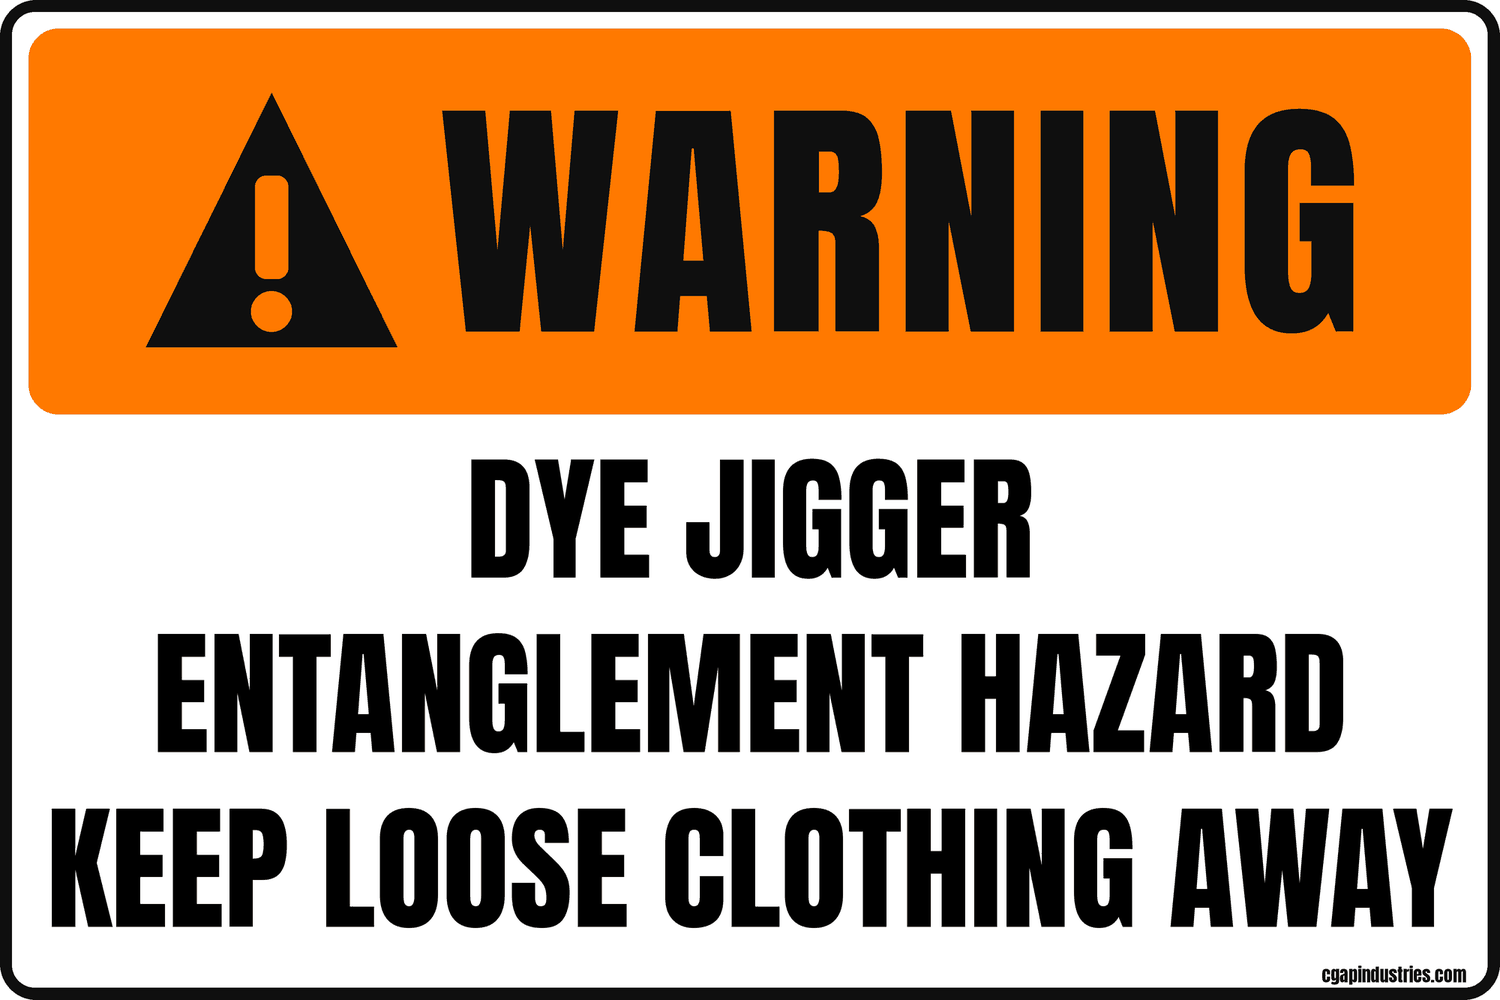 WARNING
DYE JIGGER
ENTANGLEMENT HAZARD
KEEP LOOSE CLOTHING AWAY
cgapindustries.com